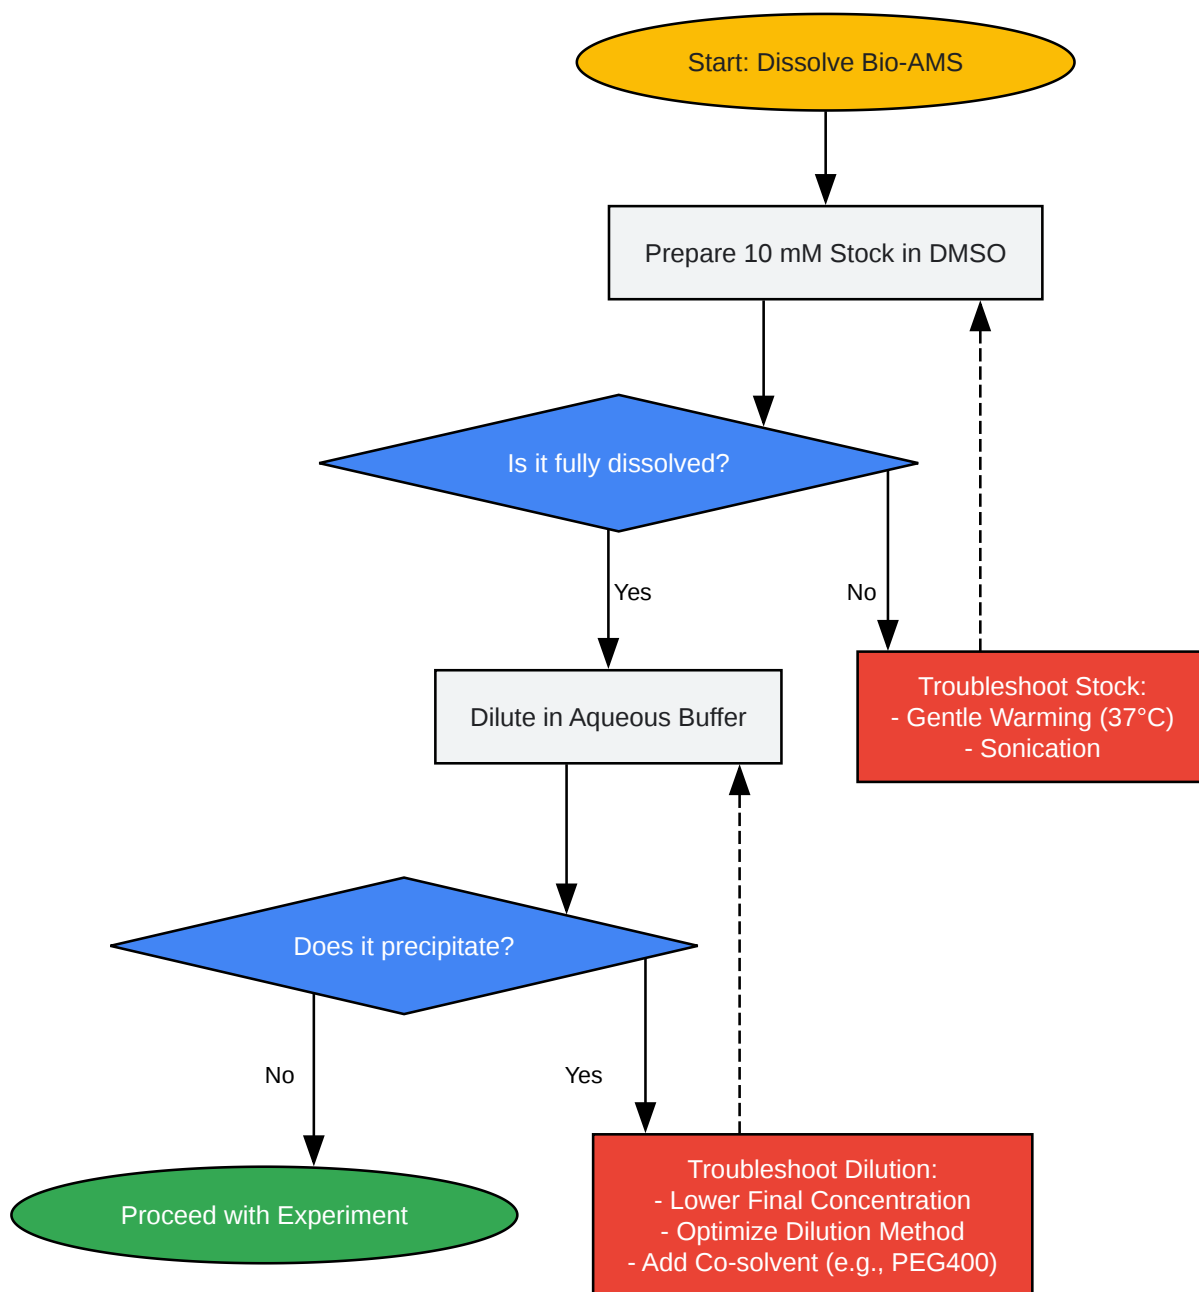 Start: Dissolve Bio-AMS
Prepare 10 mM Stock in DMSO
Is it fully dissolved?
Yes
No
Troubleshoot Stock:
- Gentle Warming (37°C)
- Sonication
Dilute in Aqueous Buffer
Does it precipitate?
No
Yes
Troubleshoot Dilution:
- Lower Final Concentration
- Optimize Dilution Method
- Add Co-solvent (e.g., PEG400)
Proceed with Experiment